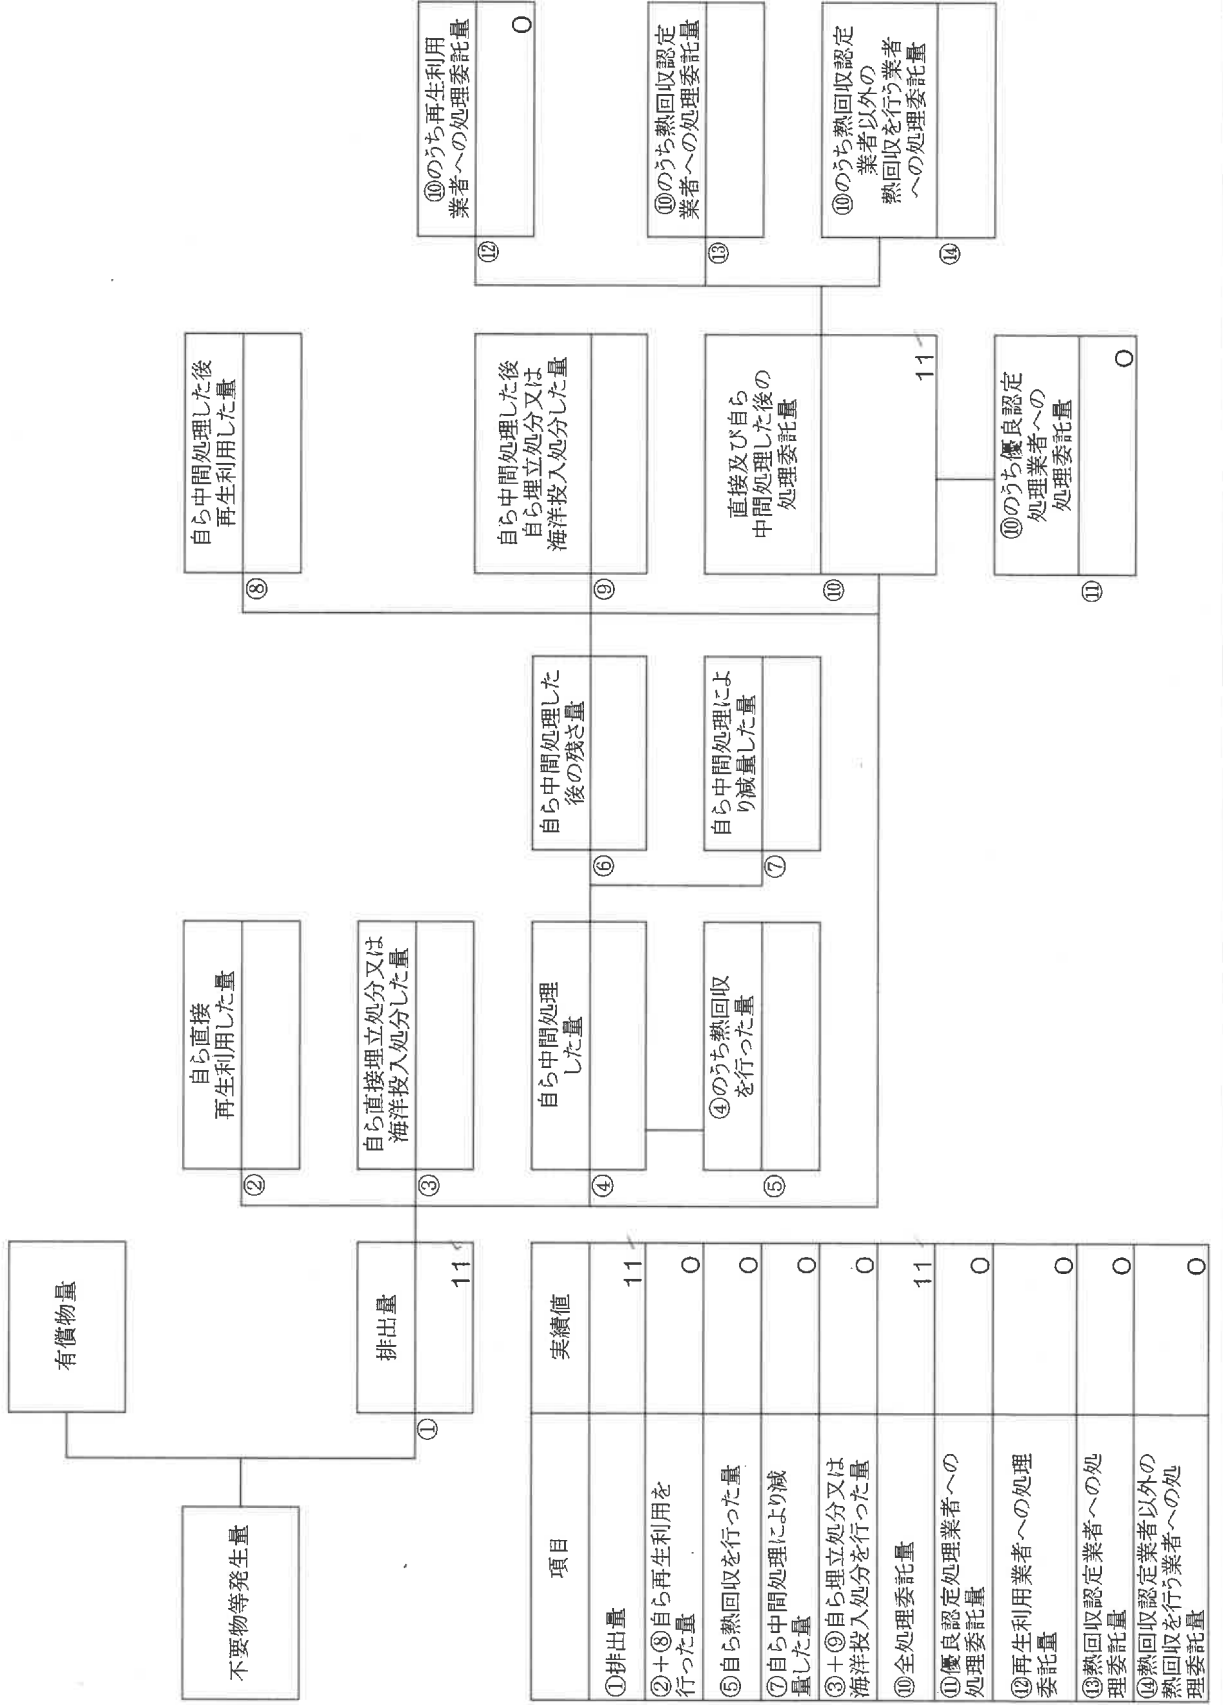 不要物等発生量
有償物量
①
排出量
11
②
自ら直接
再生利用した量
③
自ら直接埋立処分又は
海洋投入処分した量
④
自ら中間処理
した量
⑤
④のうち熱回収
を行った量
⑥
自ら中間処理した
後の残さ量
⑦
自ら中間処理によ
り減量した量
⑧
自ら中間処理した後
再生利用した量
⑨
自ら中間処理した後
自ら埋立処分又は
海洋投入処分した量
⑩
直接及び自ら
中間処理した後の
処理委託量
11
⑪
⑩のうち優良認定
処理業者への
処理委託量
0
⑫
⑩のうち再生利用
業者への処理委託量
0
⑬
⑩のうち熱回収認定
業者への処理委託量
⑭
⑩のうち熱回収認定
業者以外の
熱回収を行う業者
への処理委託量
項目 実績値
①排出量 11
②+⑧自ら再生利用を
行った量 0
⑤自ら熱回収を行った量 0
⑦自ら中間処理により減
量した量 0
③+⑨自ら埋立処分又は
海洋投入処分を行った量 0
⑩全処理委託量 11
⑪優良認定処理業者への
処理委託量 0
⑫再生利用業者への処理
委託量 0
⑬熱回収認定業者への処
理委託量 0
⑭熱回収認定業者以外の
熱回収を行う業者への処
理委託量 0